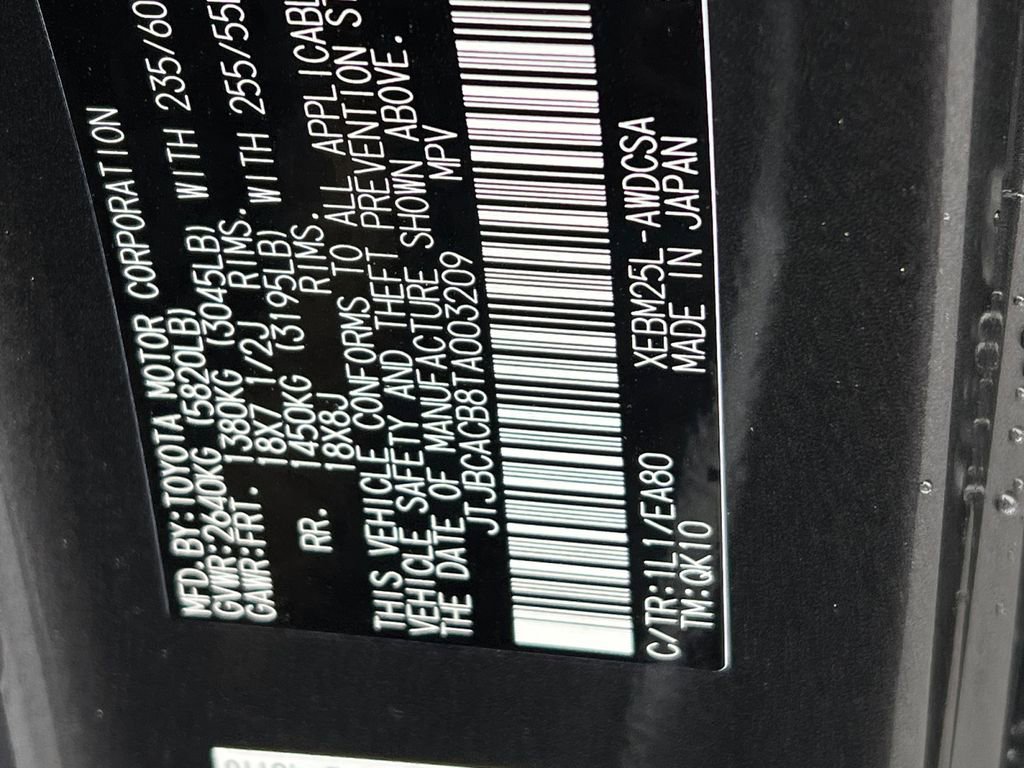 MFD.BY:TOYOTA MOTOR CORPORATION
GVWR:2640KG (5820LB)
GAWR:FRT. 1380KG (3045LB) WITH 235/60
18X7 1/2J RIMS.
RR. 1450KG (3195LB) WITH 255/55
18X8J RIMS.
THIS VEHICLE CONFORMS TO ALL APPLICABL
VEHICLE SAFETY AND THEFT PREVENTION ST
THE DATE OF MANUFACTURE SHOWN ABOVE.
JTJBCACB8TA003209 MPV
C/TR:1L1/EA80 XEBM25L-AWDCSA
TM:QK10 MADE IN JAPAN